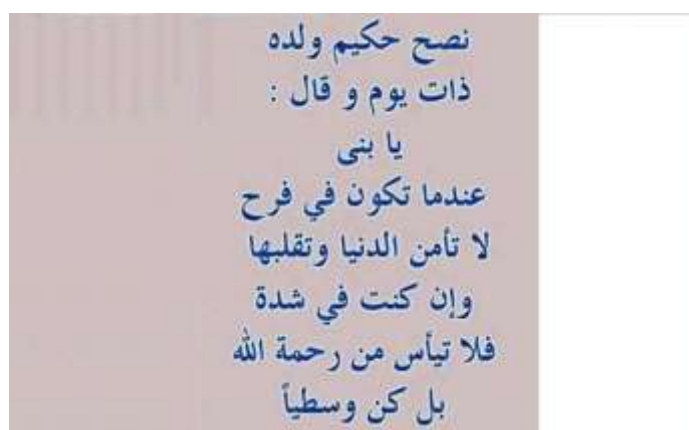 نصح حكيم ولده
ذات يوم و قال :
يا بنى
عندما تكون في فرح
لا تأمن الدنيا وتقلبها
وإن كنت في شدة
فلا تيأس من رحمة الله
بل كن وسطياً